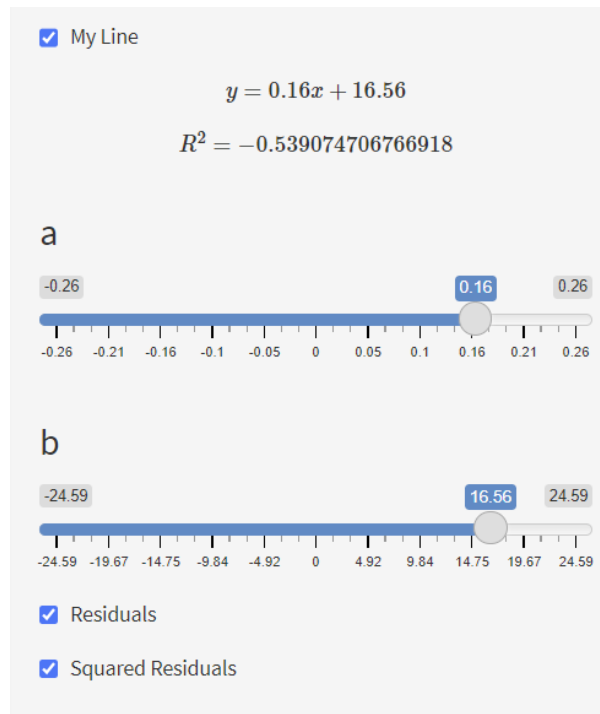 My Line
y = 0.16x + 16.56
R² = −0.539074706766918
a
-0.26 0.16 0.26
-0.26 -0.21 -0.16 -0.1 -0.05 0 0.05 0.1 0.16 0.21 0.26
b
-24.59 16.56 24.59
-24.59 -19.67 -14.75 -9.84 -4.92 0 4.92 9.84 14.75 19.67 24.59
Residuals
Squared Residuals